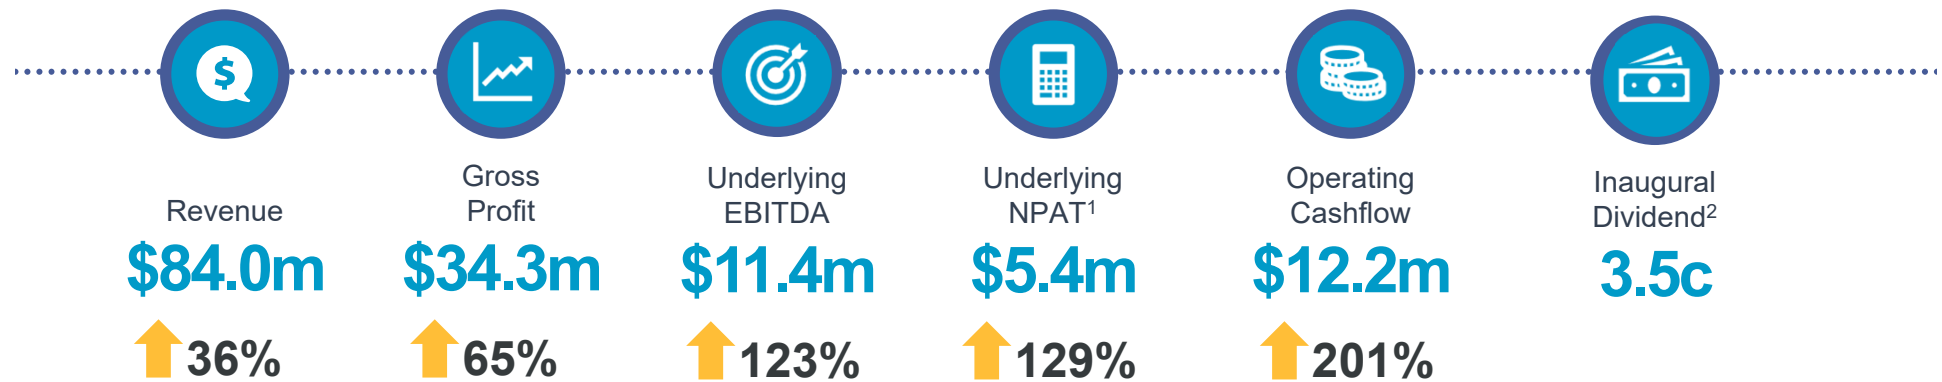 Revenue
$84.0m
36%
Gross
Profit
$34.3m
65%
Underlying
EBITDA
$11.4m
123%
Underlying
NPAT1
$5.4m
129%
Operating
Cashflow
$12.2m
201%
Inaugural
Dividend2
3.5c